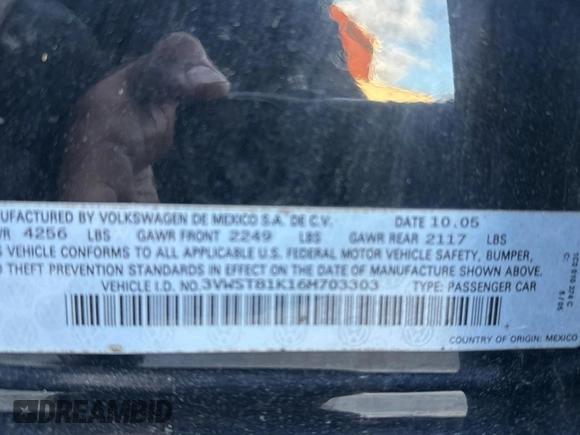 NUFACTURED BY VOLKSWAGEN DE MEXICO S.A. DE C.V. DATE 10.05
WR 4256 LBS GAWR FRONT 2249 LBS GAWR REAR 2117 LBS
S VEHICLE CONFORMS TO ALL APPLICABLE U.S. FEDERAL MOTOR VEHICLE SAFETY, BUMPER,
D THEFT PREVENTION STANDARDS IN EFFECT ON THE DATE OF MANUFACTURE SHOWN ABOVE.
VEHICLE I.D. NO. 3VWST81K16M703303 TYPE: PASSENGER CAR
COUNTRY OF ORIGIN: MEXICO
DREAMBID